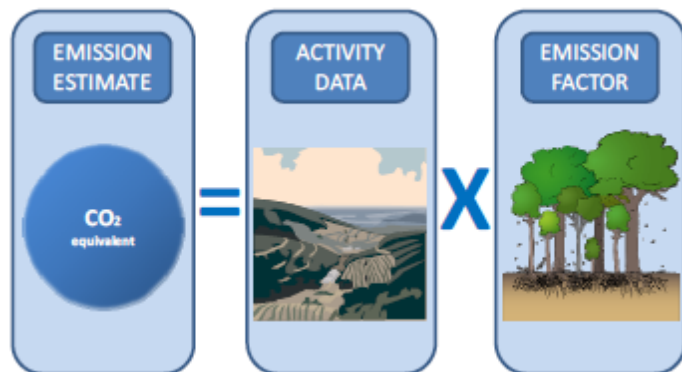 EMISSION
ESTIMATE
CO₂
equivalent
=
ACTIVITY
DATA
X
EMISSION
FACTOR